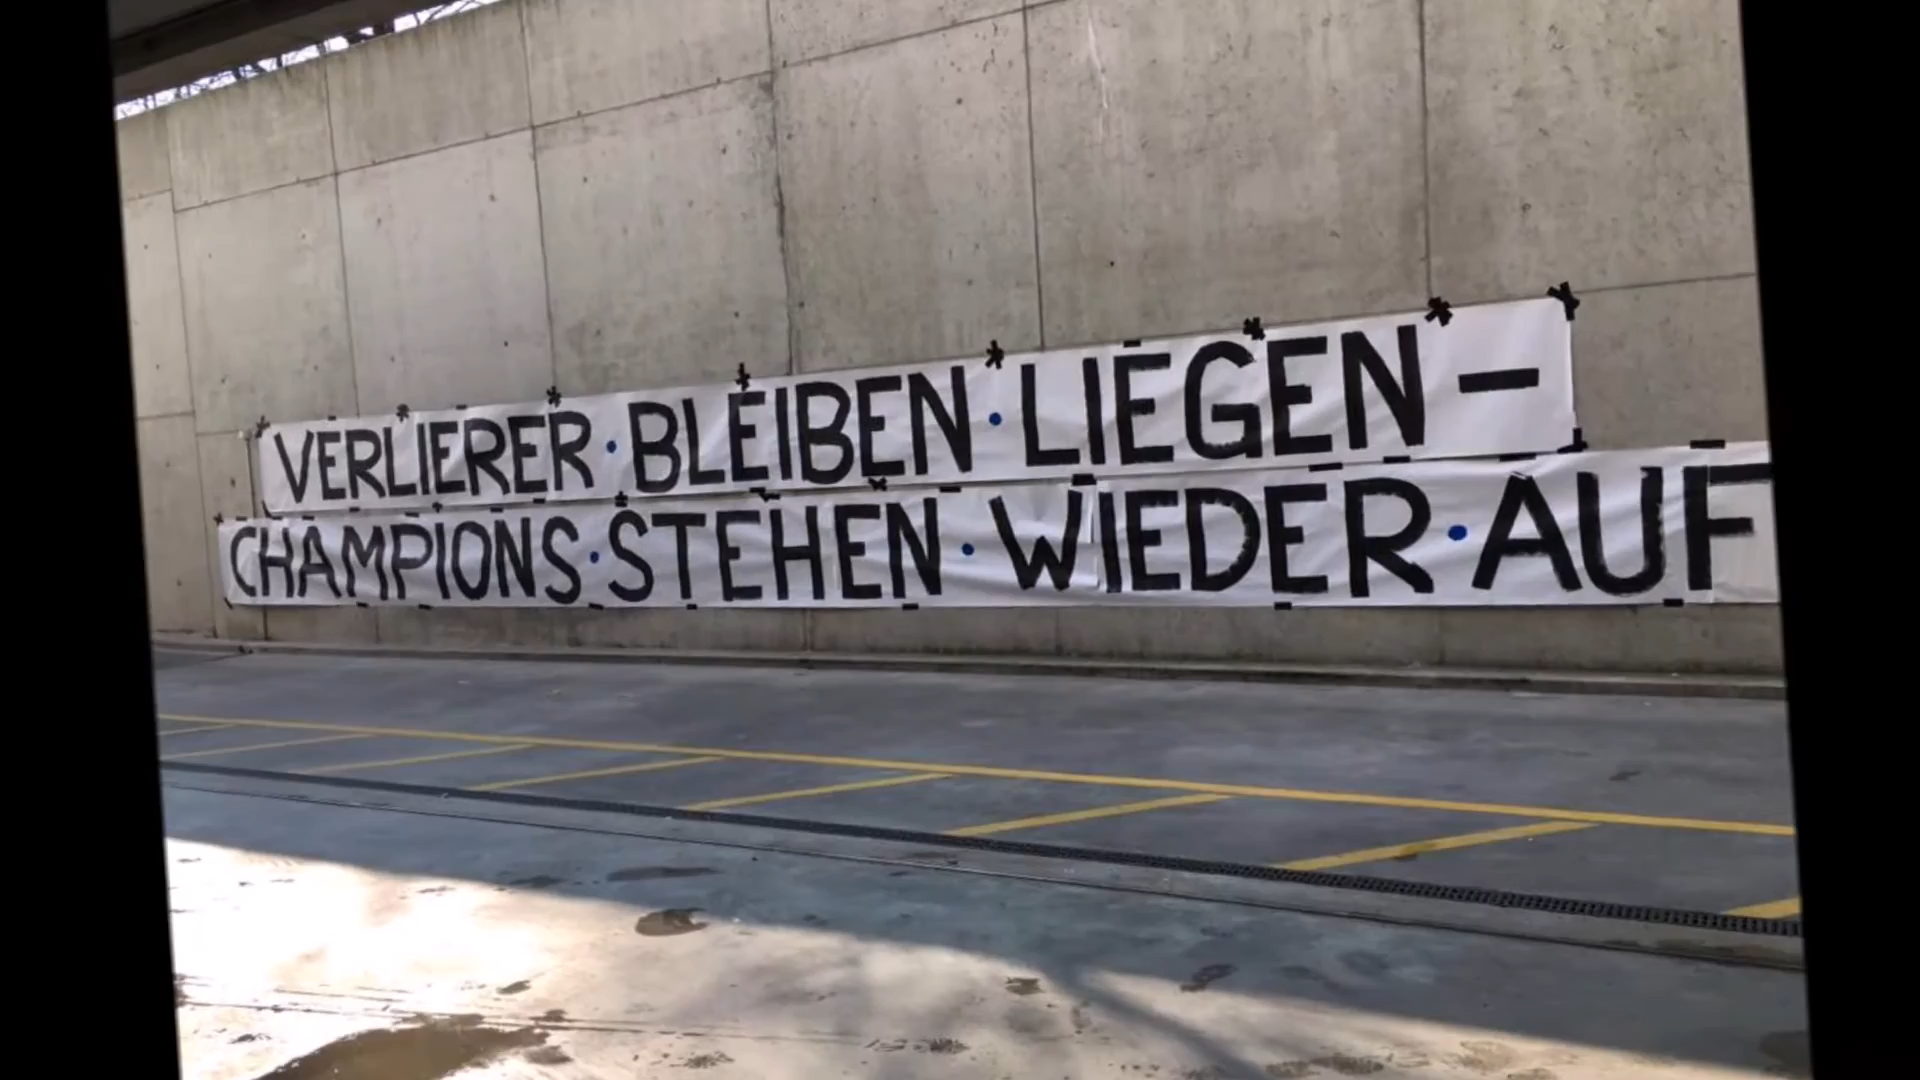 VERLIERER · BLEIBEN · LIEGEN –
CHAMPIONS · STEHEN · WIEDER · AUF